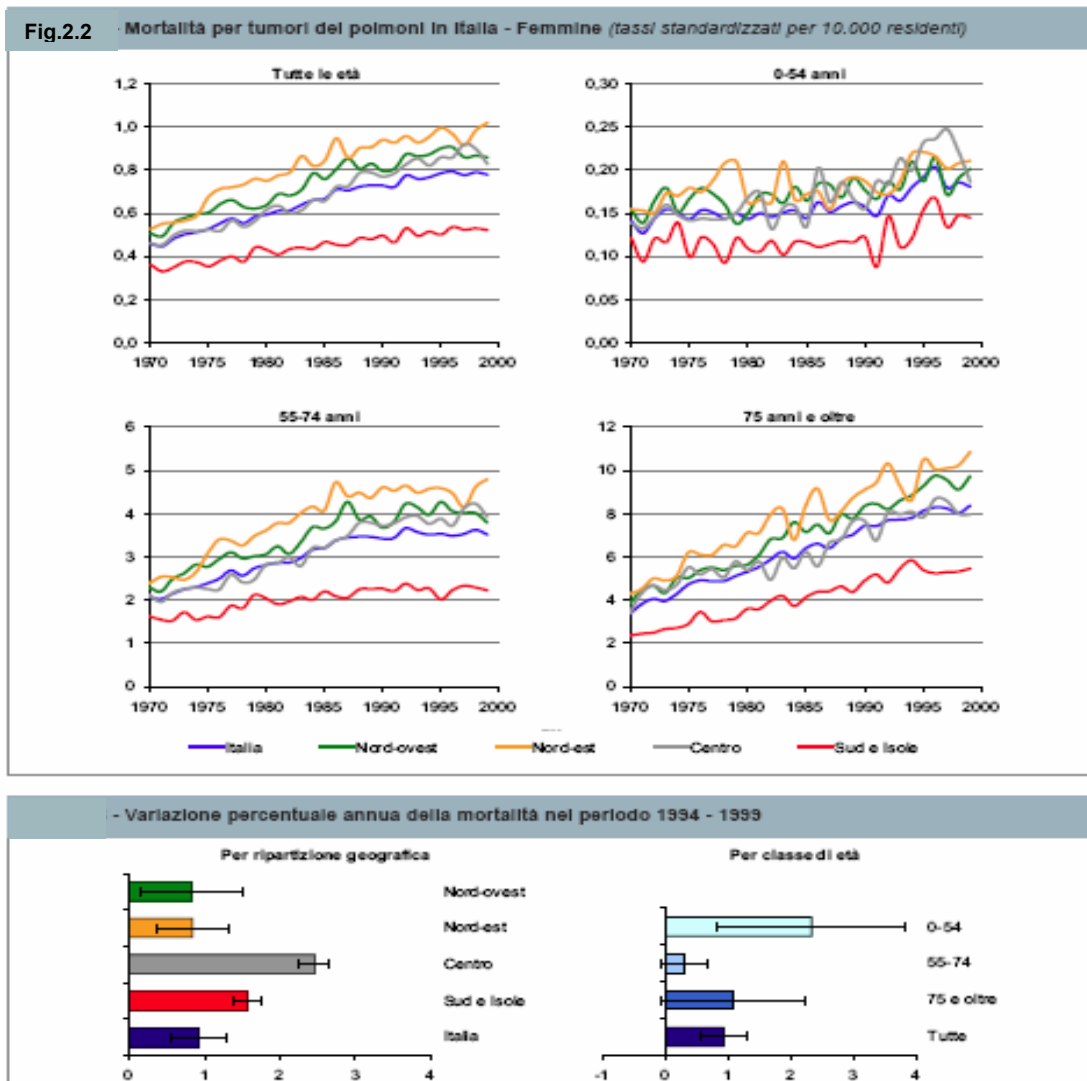 Fig.2.2 - Mortalità per tumori dei polmoni in Italia - Femmine (tassi standardizzati per 10.000 residenti)
Tutte le età
1,2
1,0
0,8
0,6
0,4
0,2
0,0
1970 1975 1980 1985 1990 1995 2000
0-54 anni
0,30
0,25
0,20
0,15
0,10
0,05
0,00
1970 1975 1980 1985 1990 1995 2000
55-74 anni
6
5
4
3
2
1
0
1970 1975 1980 1985 1990 1995 2000
75 anni e oltre
12
10
8
6
4
2
0
1970 1975 1980 1985 1990 1995 2000
Italia Nord-ovest Nord-est Centro Sud e Isole
- Variazione percentuale annua della mortalità nel periodo 1994 - 1999
Per ripartizione geografica
Nord-ovest
Nord-est
Centro
Sud e Isole
Italia
0 1 2 3 4
Per classe di età
0-54
55-74
75 e oltre
Tutte
-1 0 1 2 3 4